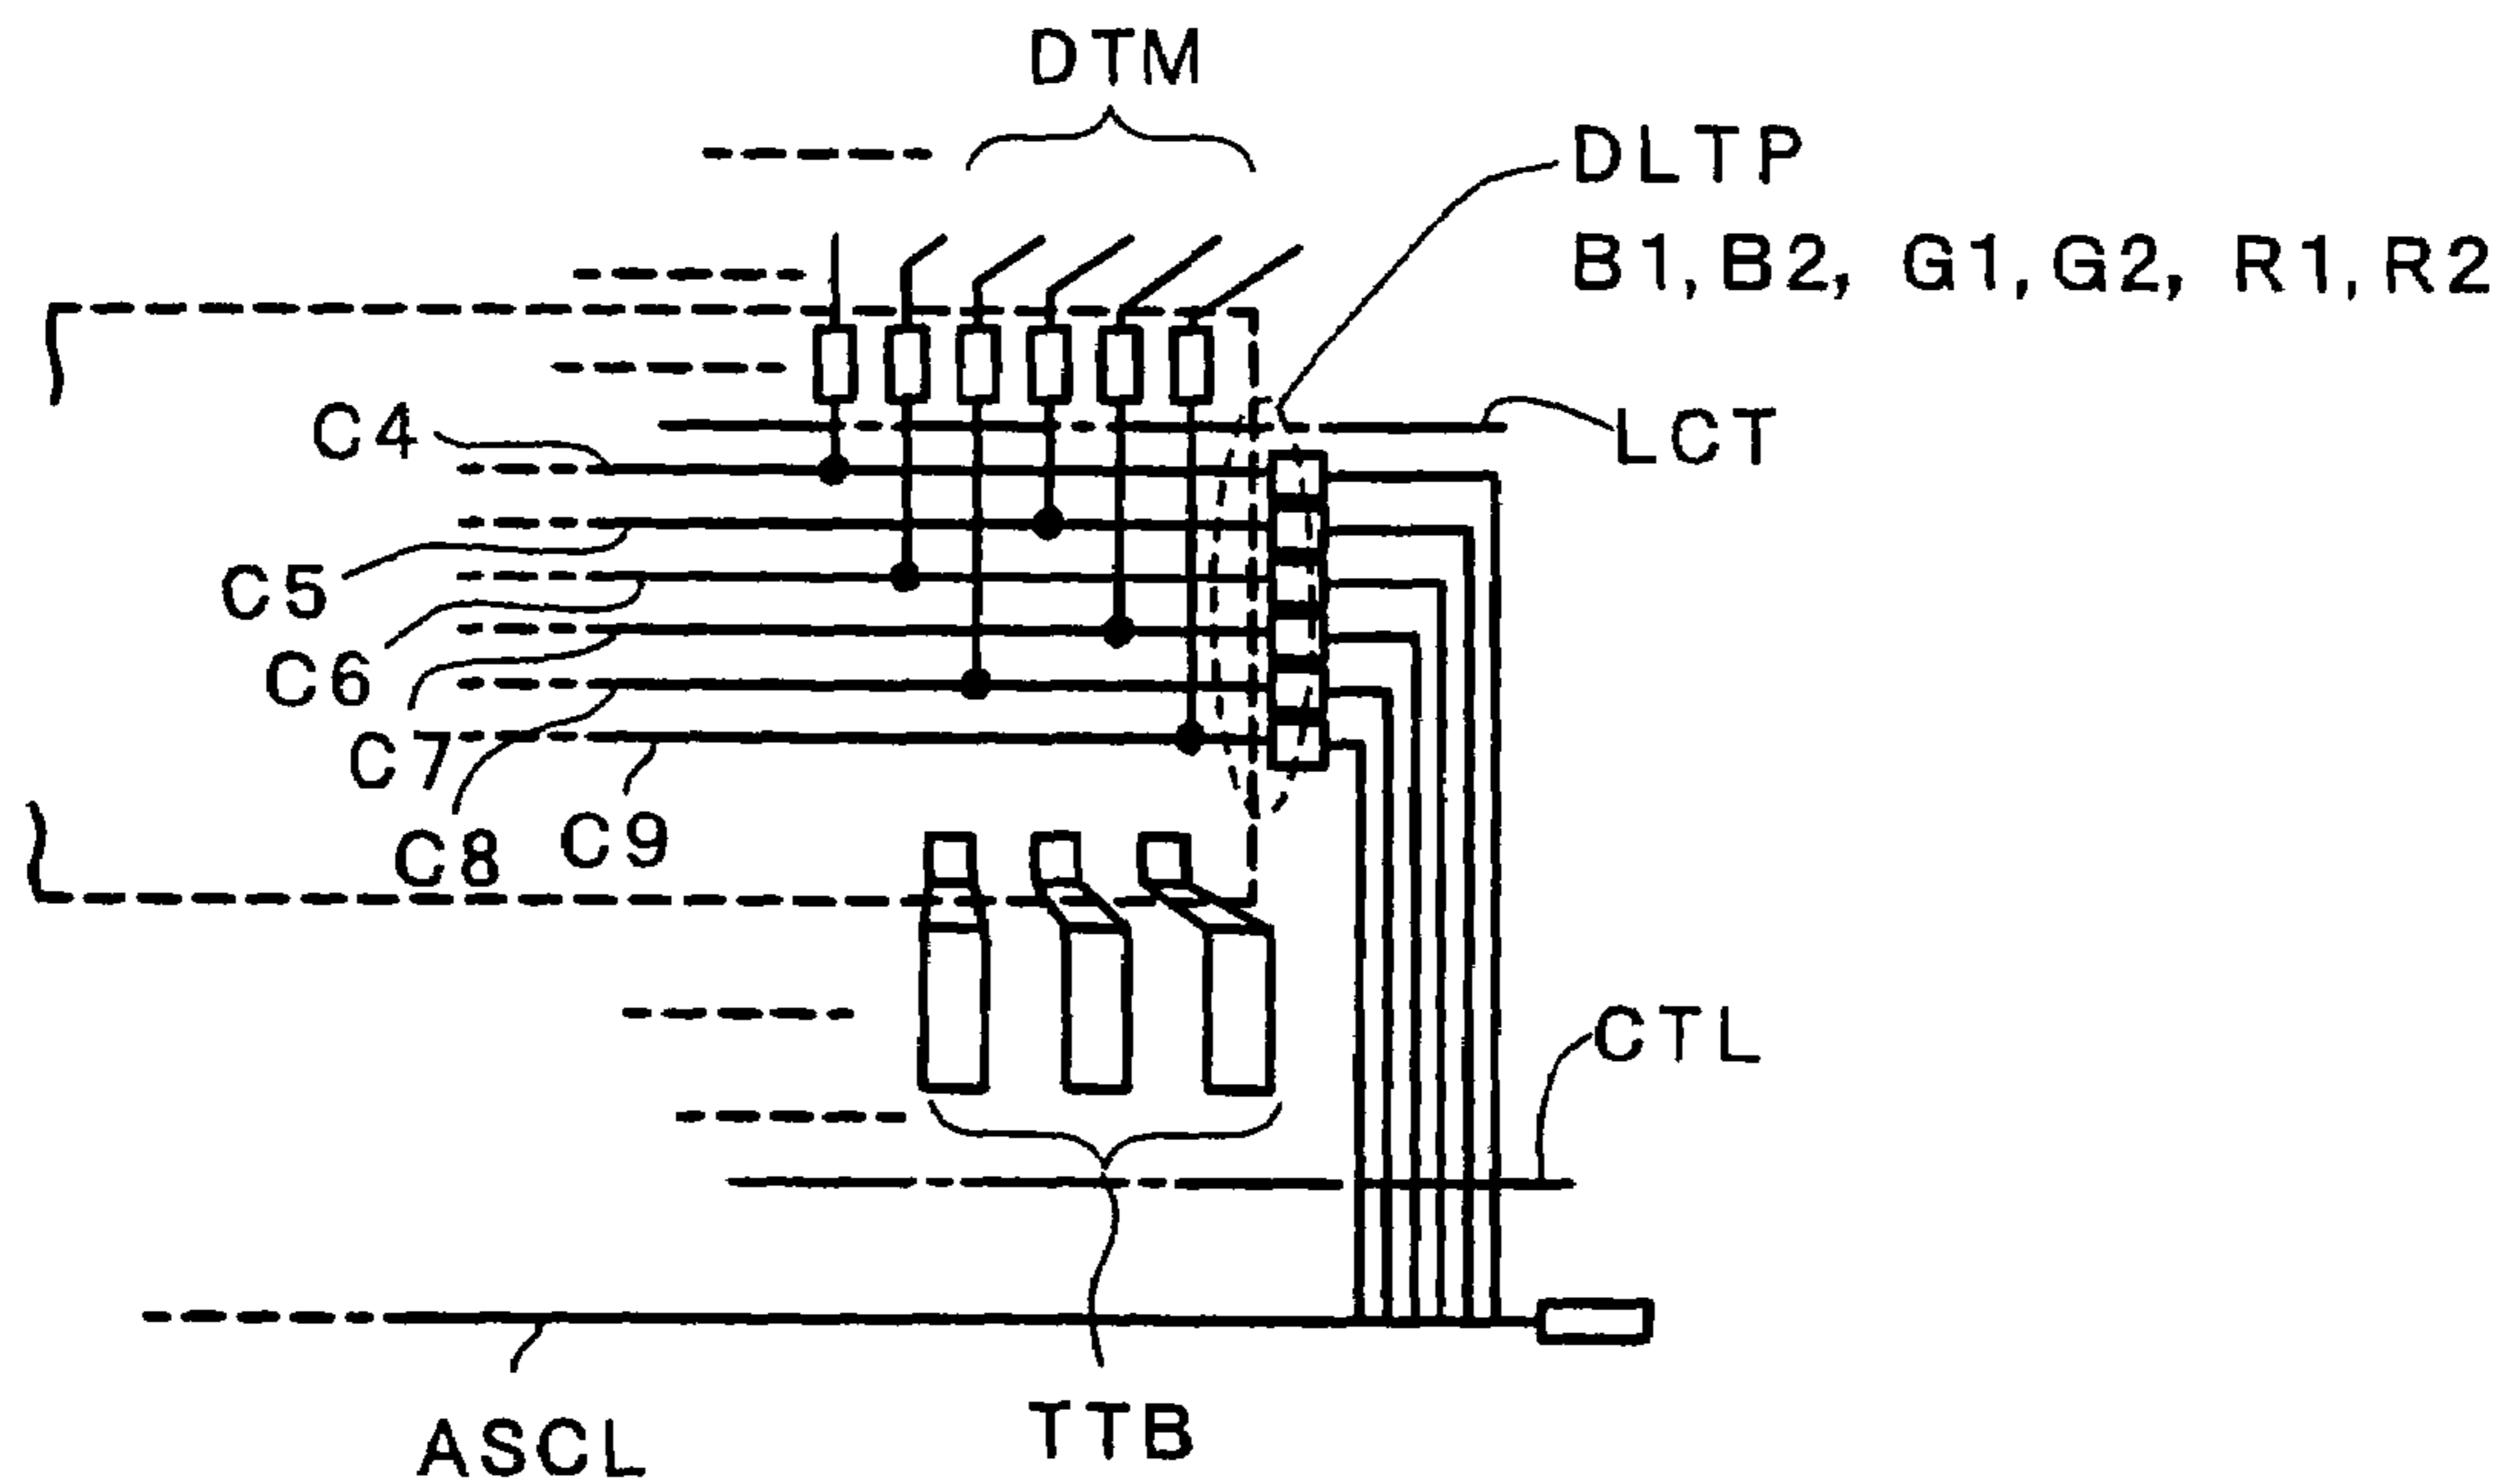 DTM
DLTP
B1,B2, G1,G2, R1,R2
C4
LCT
C5
C6
C7
C8
C9
CTL
ASCL
TTB